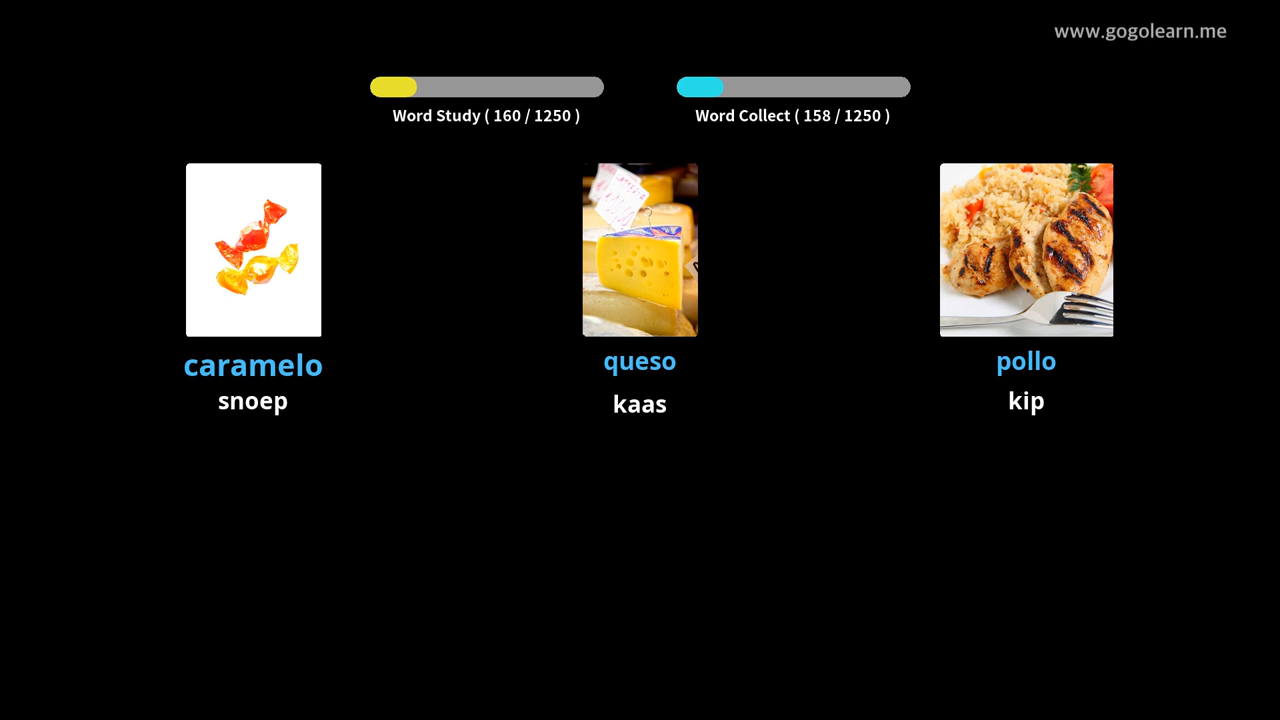 www.gogolearn.me
Word Study ( 160 / 1250 )
Word Collect ( 158 / 1250 )
caramelo
snoep
queso
kaas
pollo
kip